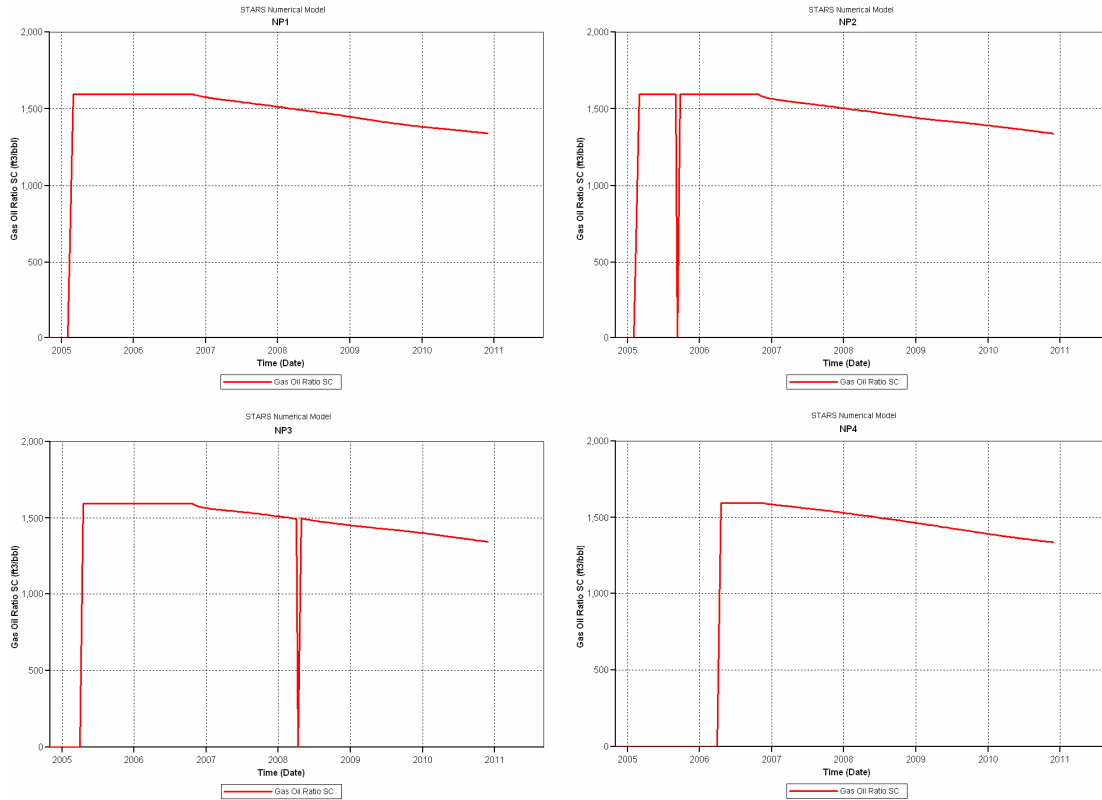 STARS Numerical Model
NP1
Gas Oil Ratio SC (ft3/bbl)
2,000
1,500
1,000
500
0
2005 2006 2007 2008 2009 2010 2011
Time (Date)
Gas Oil Ratio SC
STARS Numerical Model
NP2
Gas Oil Ratio SC (ft3/bbl)
2,000
1,500
1,000
500
0
2005 2006 2007 2008 2009 2010 2011
Time (Date)
Gas Oil Ratio SC
STARS Numerical Model
NP3
Gas Oil Ratio SC (ft3/bbl)
2,000
1,500
1,000
500
0
2005 2006 2007 2008 2009 2010 2011
Time (Date)
Gas Oil Ratio SC
STARS Numerical Model
NP4
Gas Oil Ratio SC (ft3/bbl)
2,000
1,500
1,000
500
0
2005 2006 2007 2008 2009 2010 2011
Time (Date)
Gas Oil Ratio SC